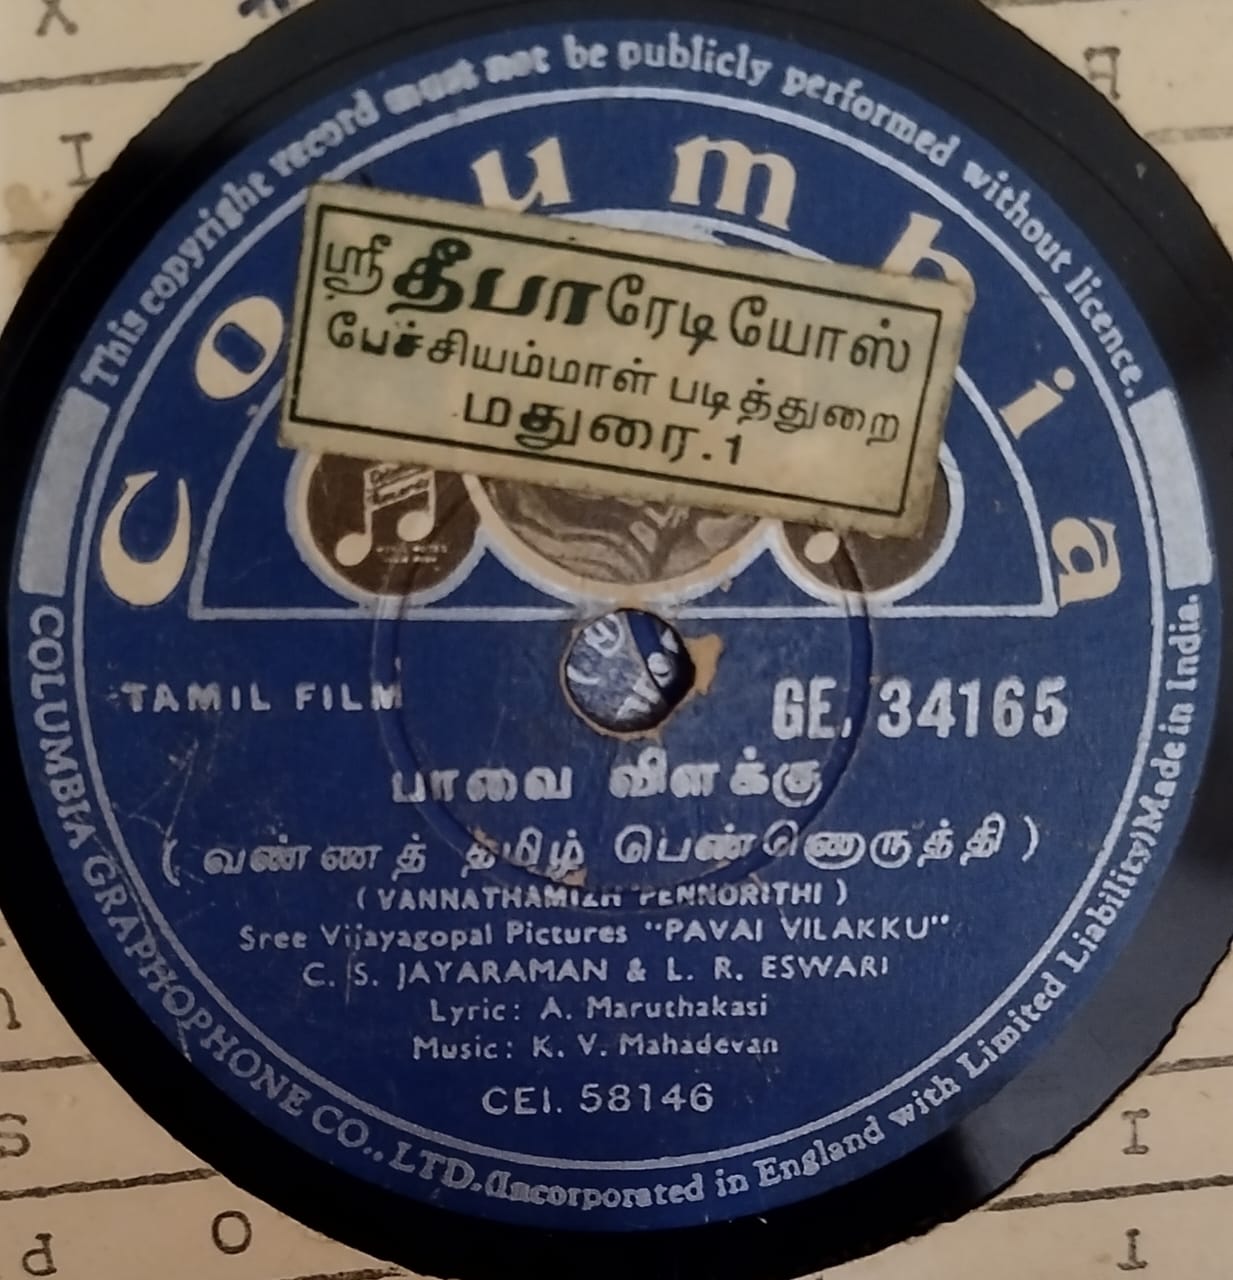 This copyright record must not be publicly performed without licence.
Columbia
ஸ்ரீ தீபா ரேடியோஸ்
பேச்சியம்மாள் படித்துறை
மதுரை.1
TAMIL FILM
GE. 34165
பாவை விளக்கு
( வண்ணத் தமிழ் பெண்ணொருத்தி )
( VANNATHAMIZH PENNORITHI )
Sree Vijayagopal Pictures "PAVAI VILAKKU"
C. S. JAYARAMAN & L. R. ESWARI
Lyric: A. Maruthakasi
Music: K. V. Mahadevan
CEI. 58146
COLUMBIA GRAPHOPHONE CO., LTD. (Incorporated in England with Limited Liability) Made in India.
X
I
A
I
S
P
O
I